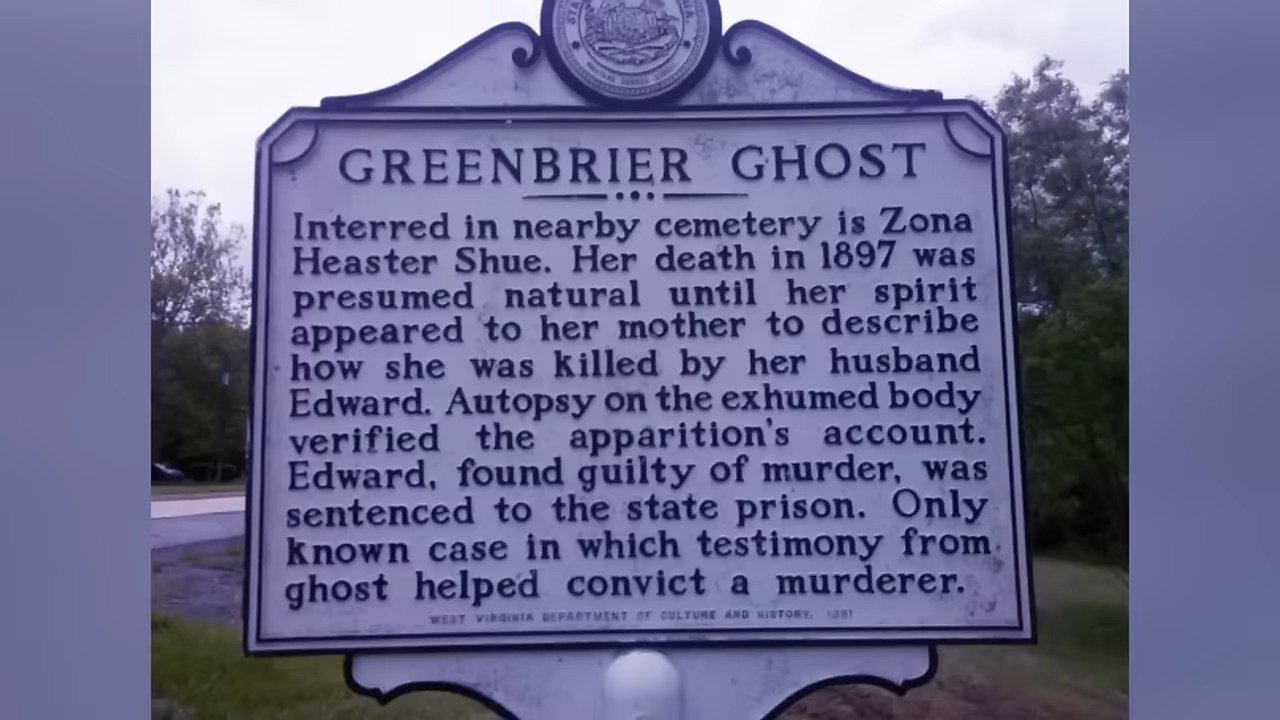 GREENBRIER GHOST
Interred in nearby cemetery is Zona
Heaster Shue. Her death in 1897 was
presumed natural until her spirit
appeared to her mother to describe
how she was killed by her husband
Edward. Autopsy on the exhumed body
verified the apparition's account.
Edward, found guilty of murder, was
sentenced to the state prison. Only
known case in which testimony from
ghost helped convict a murderer.
WEST VIRGINIA DEPARTMENT OF CULTURE AND HISTORY,